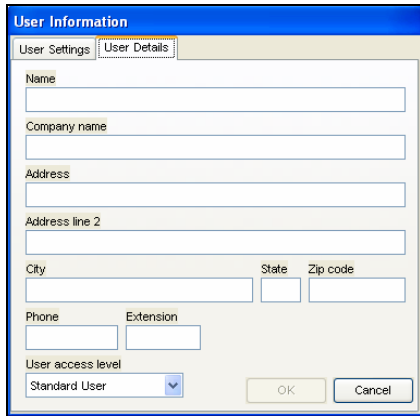 User Information
User Settings User Details
Name
Company name
Address
Address line 2
City State Zip code
Phone Extension
User access level
Standard User OK Cancel